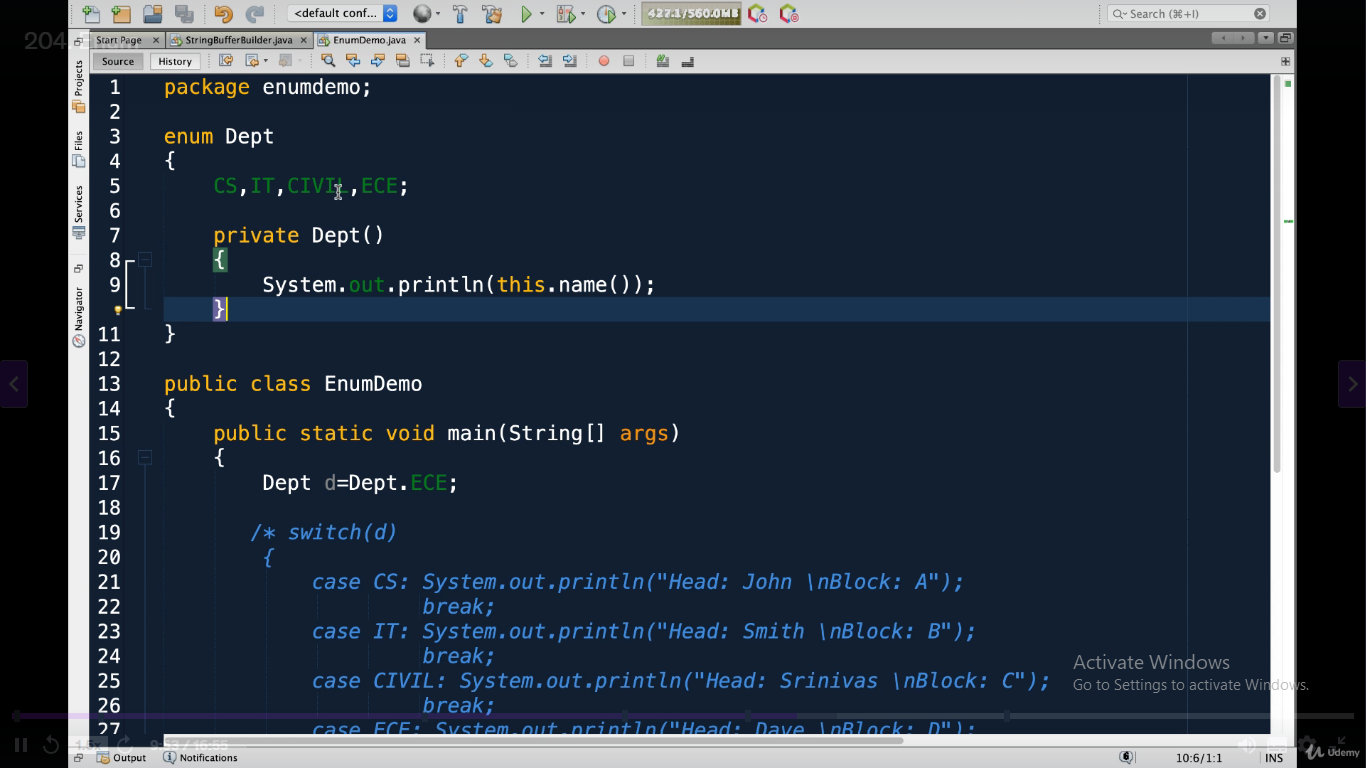 <default conf...
427.1/560.0MB
Search (⌘+I)
204. Enum
Start Page
StringBufferBuilder.java
EnumDemo.java
Source
History
Projects
Files
Services
Navigator
1 package enumdemo;
2
3 enum Dept
4 {
5 CS,IT,CIVIL,ECE;
6
7 private Dept()
8 {
9 System.out.println(this.name());
}
11 }
12
13 public class EnumDemo
14 {
15 public static void main(String[] args)
16 {
17 Dept d=Dept.ECE;
18
19 /* switch(d)
20 {
21 case CS: System.out.println("Head: John \nBlock: A");
22 break;
23 case IT: System.out.println("Head: Smith \nBlock: B");
24 break;
25 case CIVIL: System.out.println("Head: Srinivas \nBlock: C");
26 break;
27 case ECE: System.out.println("Head: Dave \nBlock: D");
Activate Windows
Go to Settings to activate Windows.
1.5x
9:53 / 16:55
Output
Notifications
6
10:6/1:1
INS
Udemy